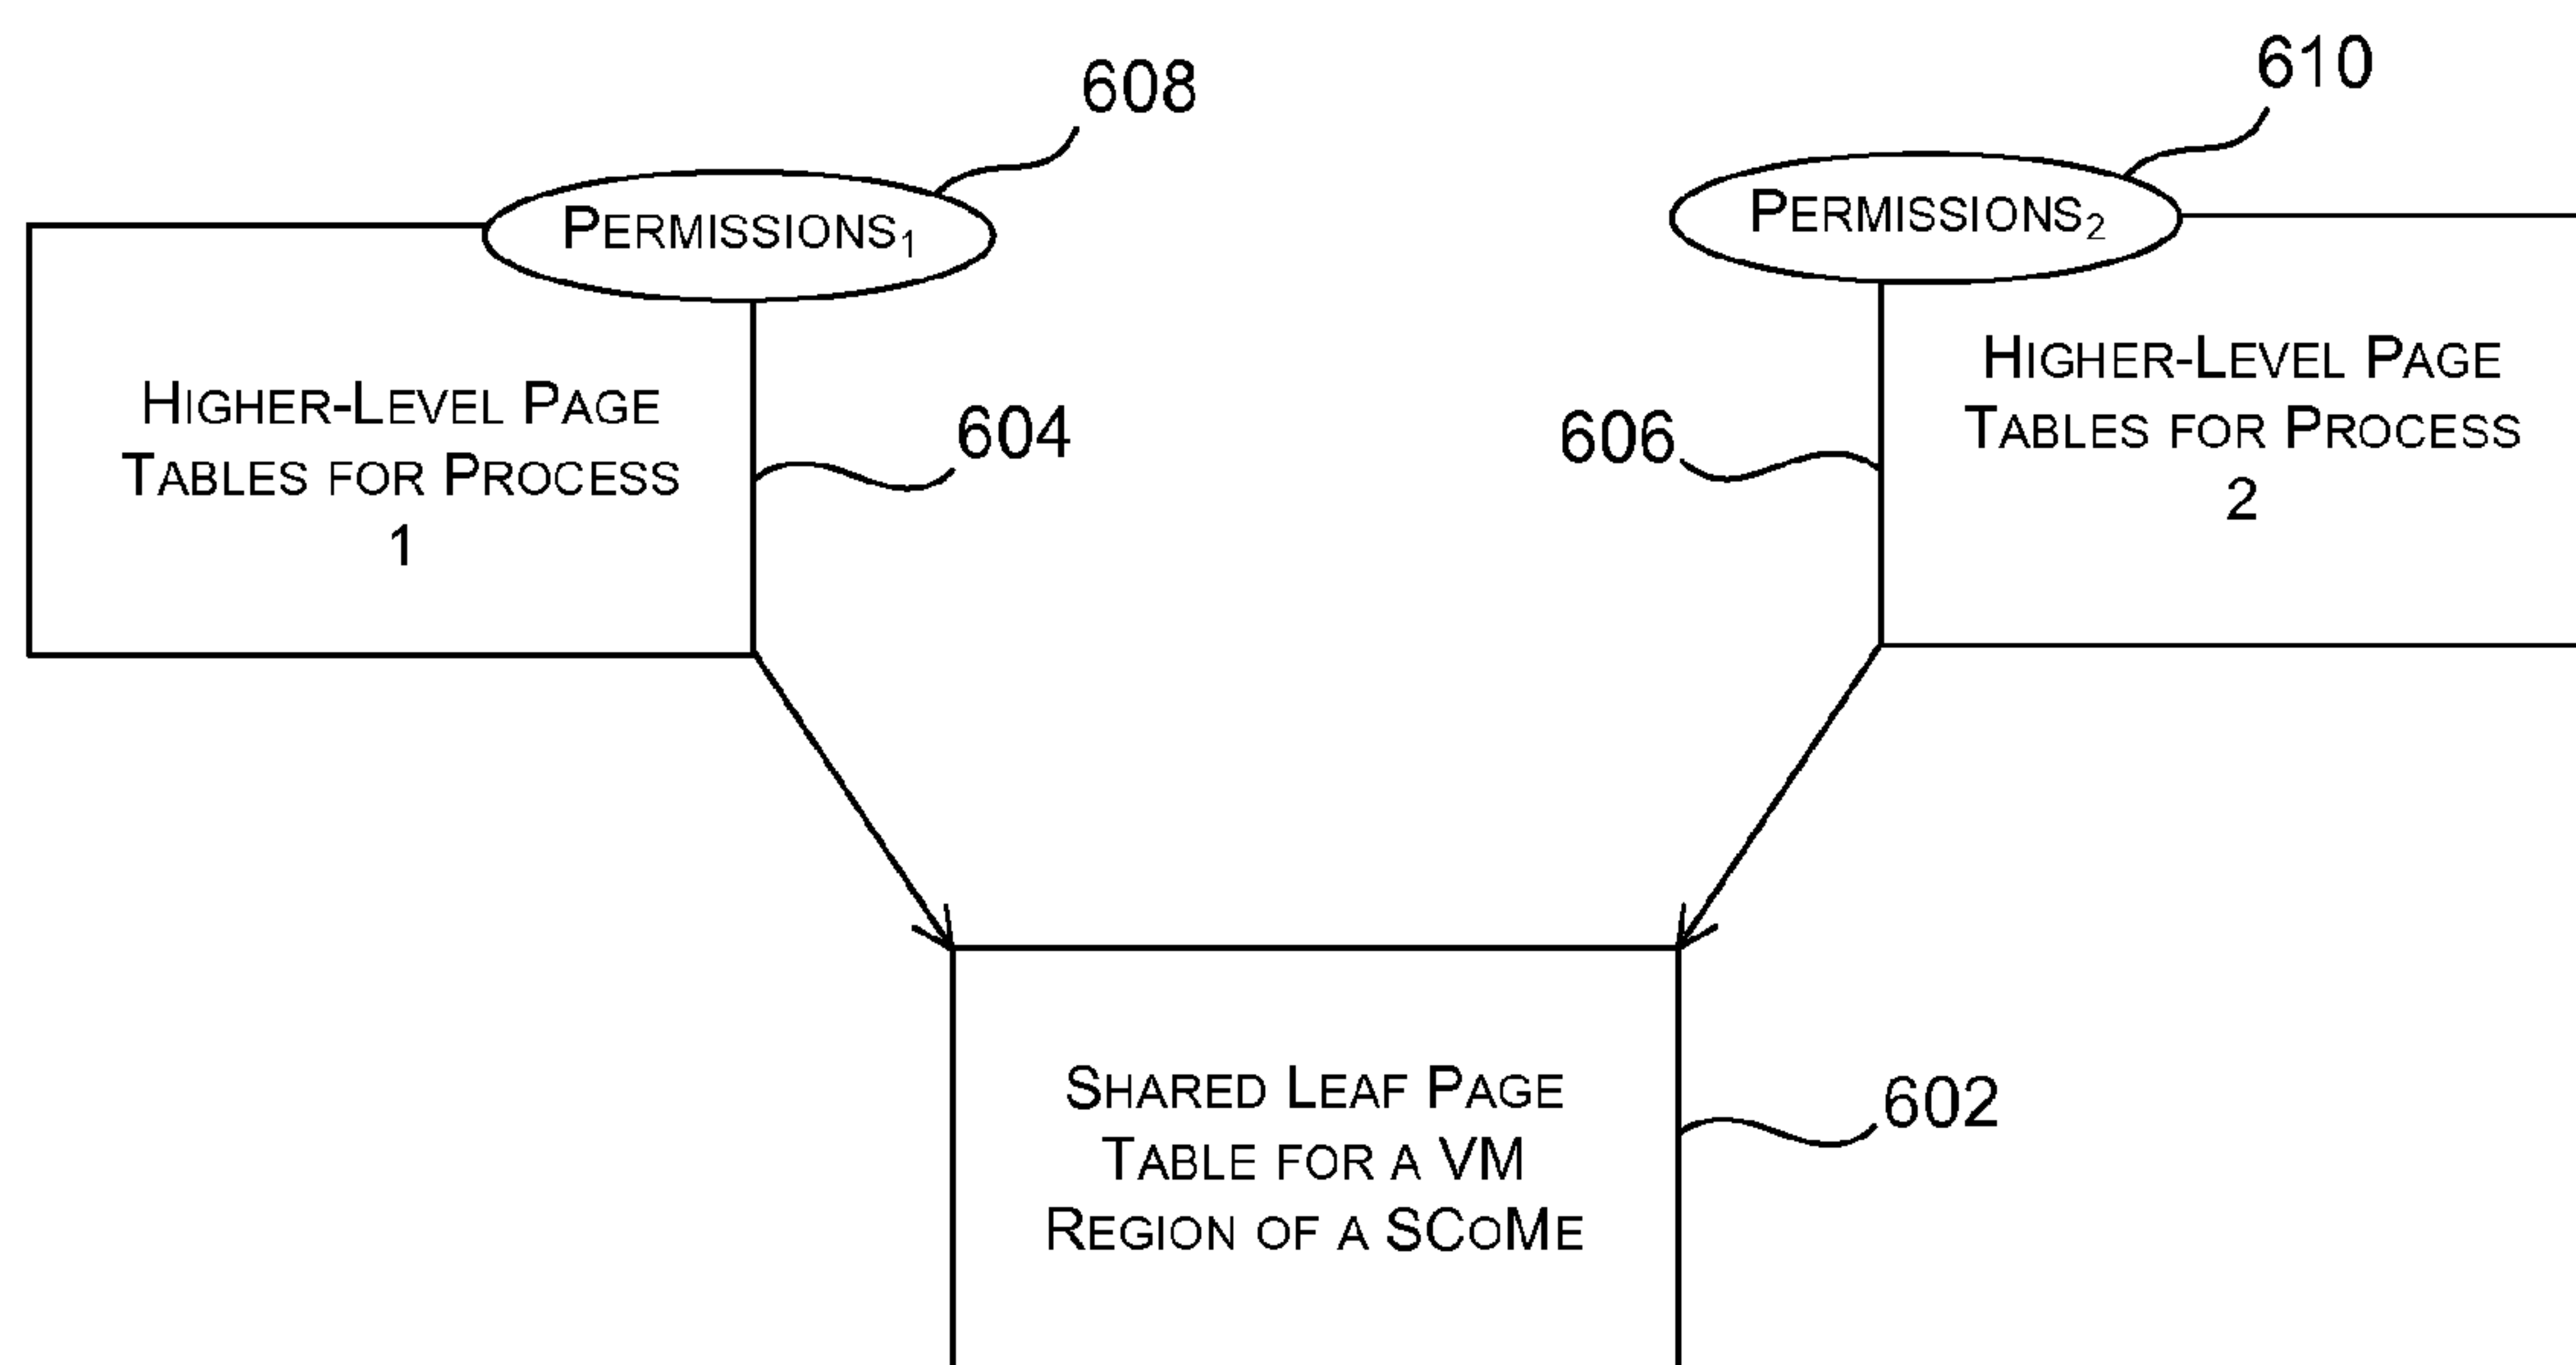 608
610
PERMISSIONS1
PERMISSIONS2
HIGHER-LEVEL PAGE
TABLES FOR PROCESS
1
604
606
HIGHER-LEVEL PAGE
TABLES FOR PROCESS
2
SHARED LEAF PAGE
TABLE FOR A VM
REGION OF A SCOME
602